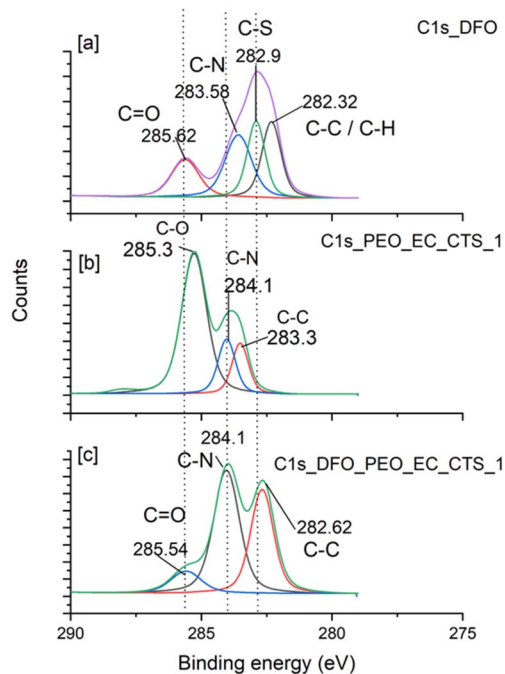 [a]
C1s_DFO
C-S
282.9
C-N
283.58
282.32
C=O
285.62
C-C / C-H
[b]
C1s_PEO_EC_CTS_1
C-O
285.3
C-N
284.1
C-C
283.3
[c]
C1s_DFO_PEO_EC_CTS_1
284.1
C-N
C=O
285.54
282.62
C-C
Counts
290
285
280
275
Binding energy (eV)